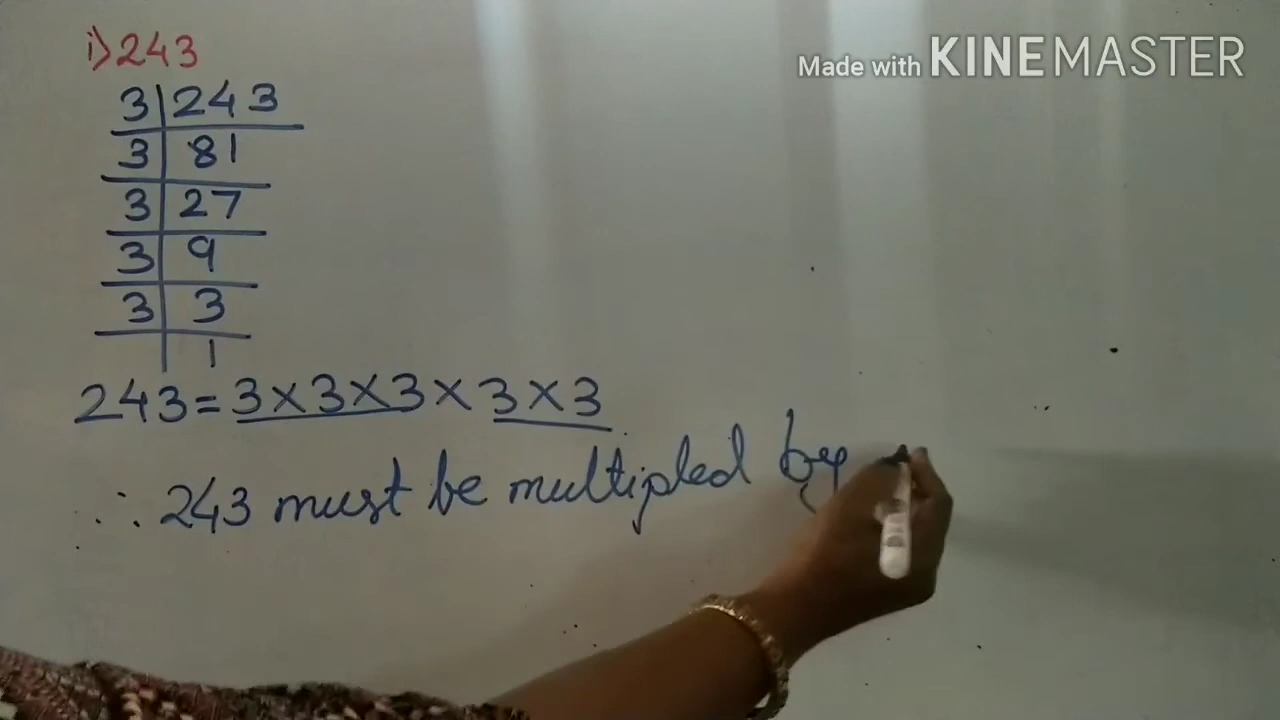 i) 243
Made with KINEMASTER
3 | 243
3 | 81
3 | 27
3 | 9
3 | 3
| 1
243 = 3 × 3 × 3 × 3 × 3
∴ 243 must be multipled by